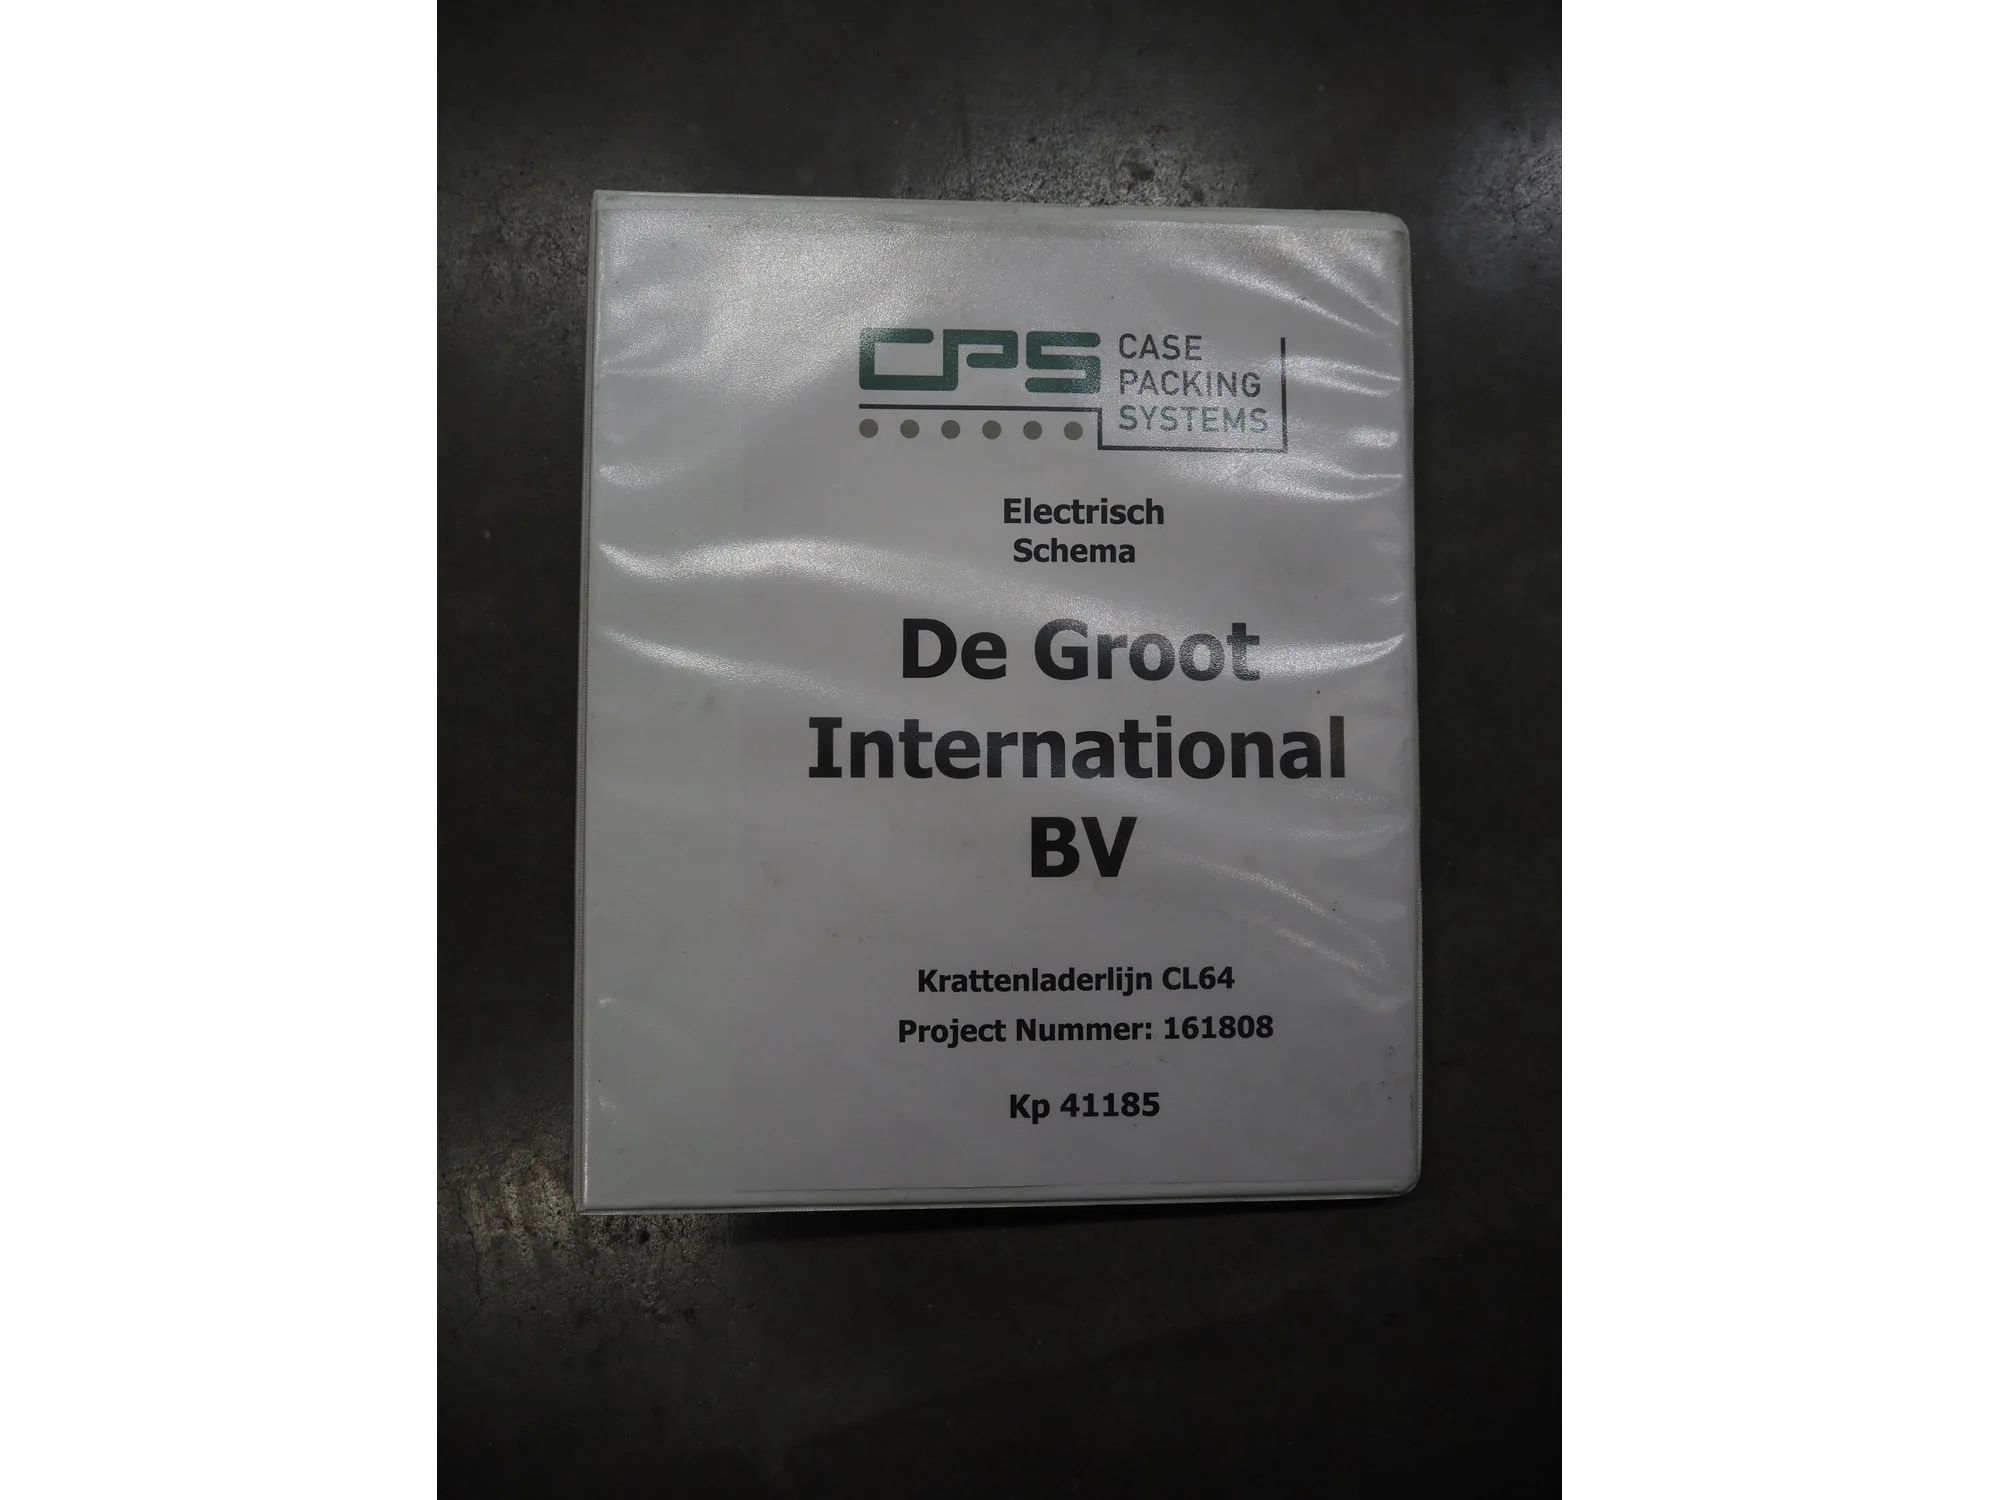 CPS
CASE
PACKING
SYSTEMS
Electrisch
Schema
De Groot
International
BV
Krattenladerlijn CL64
Project Nummer: 161808
Kp 41185